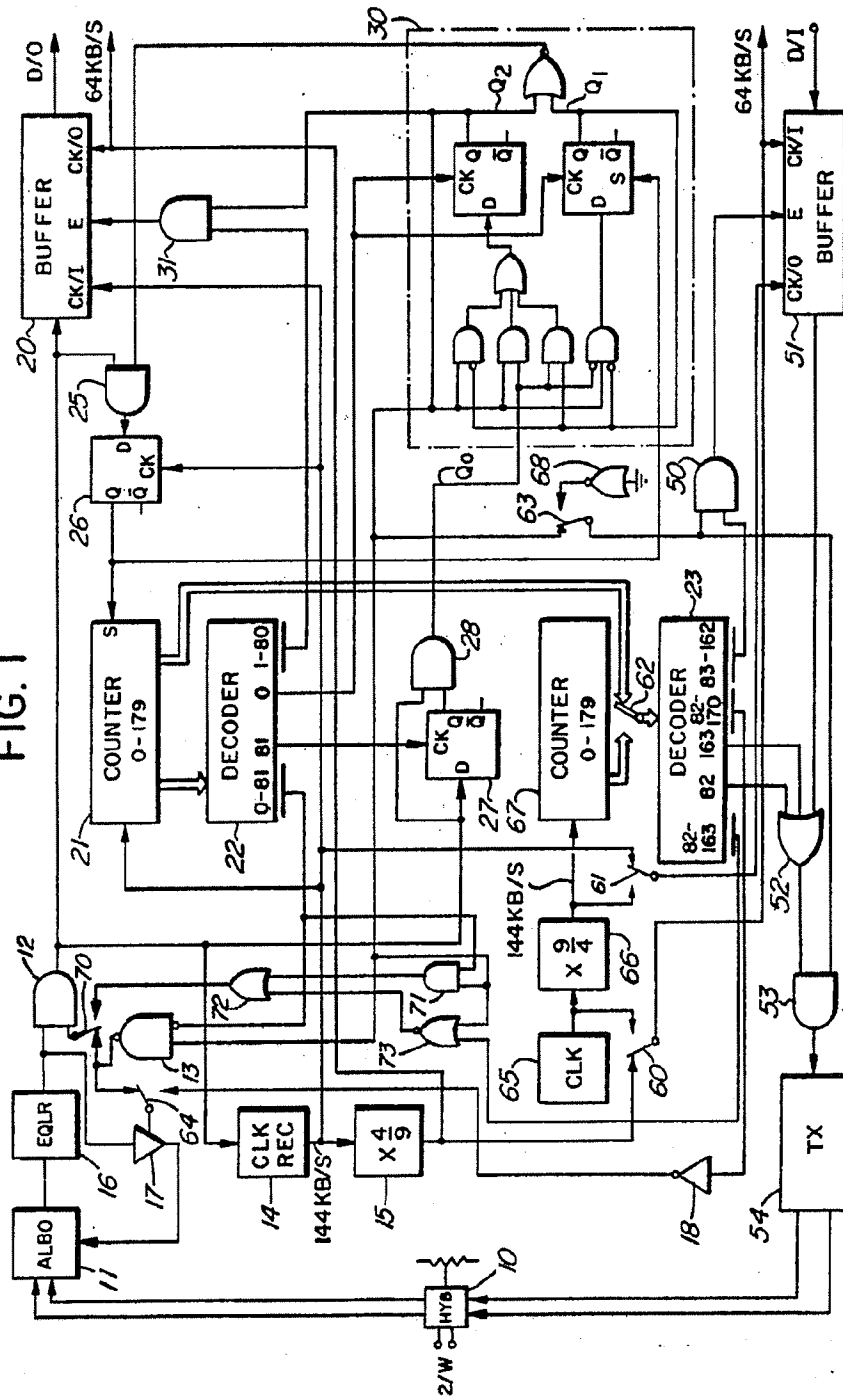 FIG. 1
30
D/O
64KB/S
20
BUFFER
CK/I
E
CK/O
31
25
26
Q
D
Q̄
CK
Q2
Q1
CK
Q
Q̄
D
CK
Q
Q̄
D
S
21
S
COUNTER
0-179
22
DECODER
0-81
81
0
1-80
Q0
28
27
CK
Q
D
Q̄
63
68
12
70
13
72
71
73
16
EQLR
17
64
ALBO
11
14
CLK
REC
144KB/S
15
X 4/9
18
67
COUNTER
0-179
62
144KB/S
61
66
X 9/4
65
CLK
60
23
DECODER
82-
163
82
163
82-
170
83-162
50
64KB/S
D/I
CK/O
E
CK/I
BUFFER
51
52
53
TX
54
10
HYB
2/W